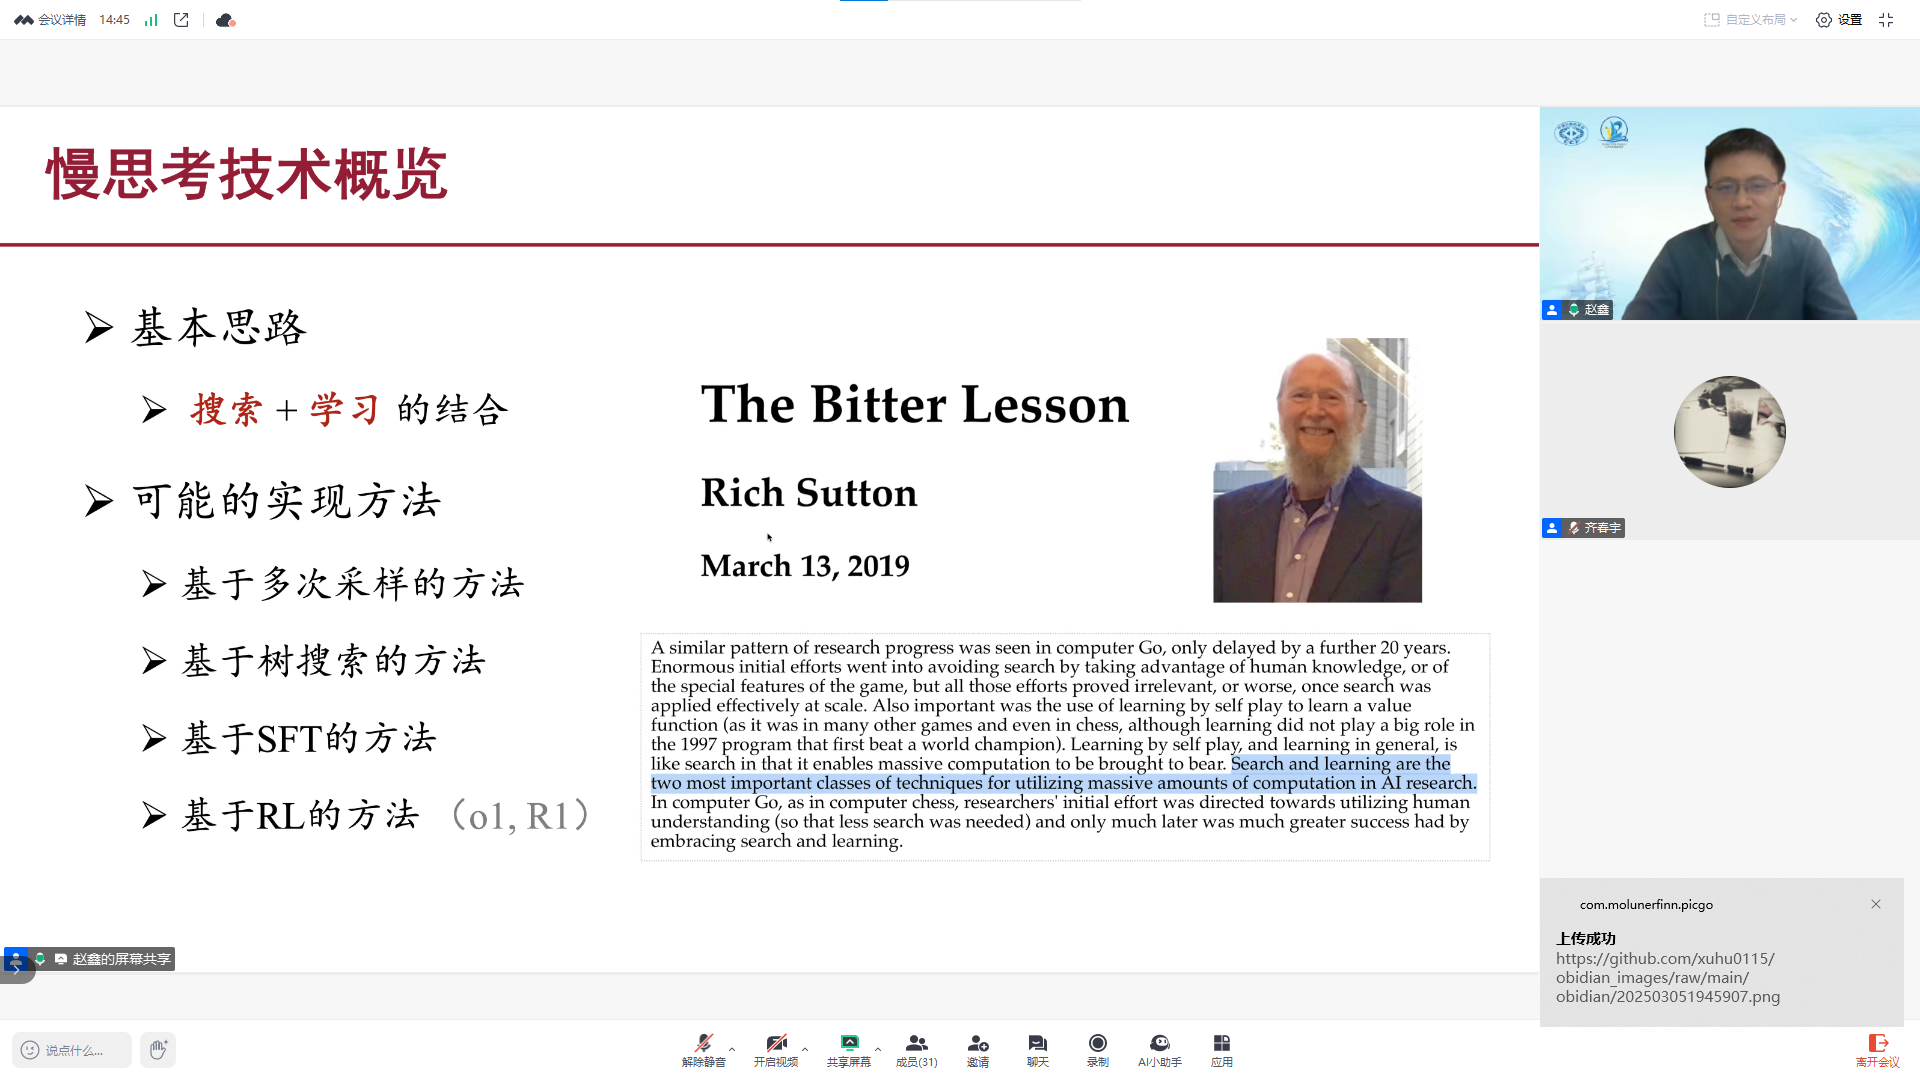 会议详情 14:45
自定义布局 设置
慢思考技术概览
基本思路
搜索 + 学习 的结合
可能的实现方法
基于多次采样的方法
基于树搜索的方法
基于SFT的方法
基于RL的方法 （o1, R1）
The Bitter Lesson
Rich Sutton
March 13, 2019
A similar pattern of research progress was seen in computer Go, only delayed by a further 20 years.
Enormous initial efforts went into avoiding search by taking advantage of human knowledge, or of
the special features of the game, but all those efforts proved irrelevant, or worse, once search was
applied effectively at scale. Also important was the use of learning by self play to learn a value
function (as it was in many other games and even in chess, although learning did not play a big role in
the 1997 program that first beat a world champion). Learning by self play, and learning in general, is
like search in that it enables massive computation to be brought to bear. Search and learning are the
two most important classes of techniques for utilizing massive amounts of computation in AI research.
In computer Go, as in computer chess, researchers' initial effort was directed towards utilizing human
understanding (so that less search was needed) and only much later was much greater success had by
embracing search and learning.
赵鑫
齐春宇
com.molunerfinn.picgo
上传成功
https://github.com/xuhu0115/
obidian_images/raw/main/
obidian/202503051945907.png
赵鑫的屏幕共享
说点什么...
解除静音
开启视频
共享屏幕
成员(31)
邀请
聊天
录制
AI小助手
应用
离开会议